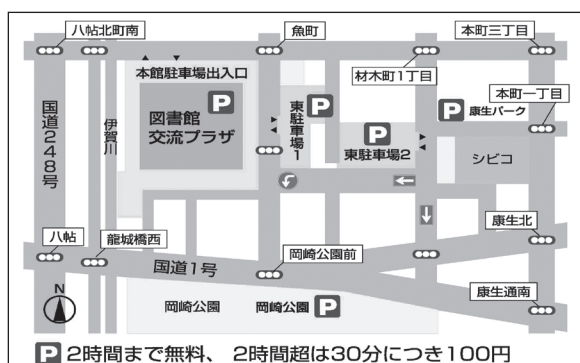 八帖北町南
魚町
本町三丁目
本館駐車場出入口
材木町1丁目
P
図書館
交流プラザ
P
東駐車場1
P
東駐車場2
P 康生パーク
本町一丁目
シビコ
国道248号
伊賀川
八帖
龍城橋西
国道1号
岡崎公園前
康生北
康生通南
N
岡崎公園
岡崎公園 P
P 2時間まで無料、 2時間超は30分につき100円